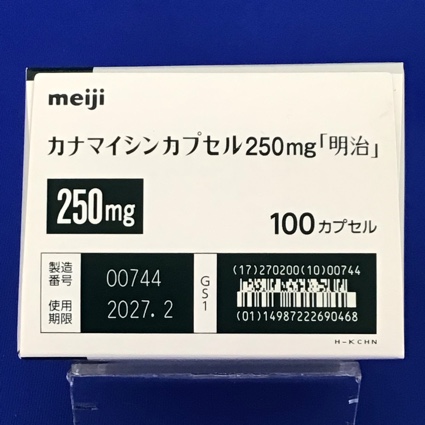 meiji
カナマイシンカプセル250mg「明治」
250mg
100カプセル
製造番号 00744
使用期限 2027.2
GS1
(17)270200(10)00744
(01)14987222690468
H-KCHN